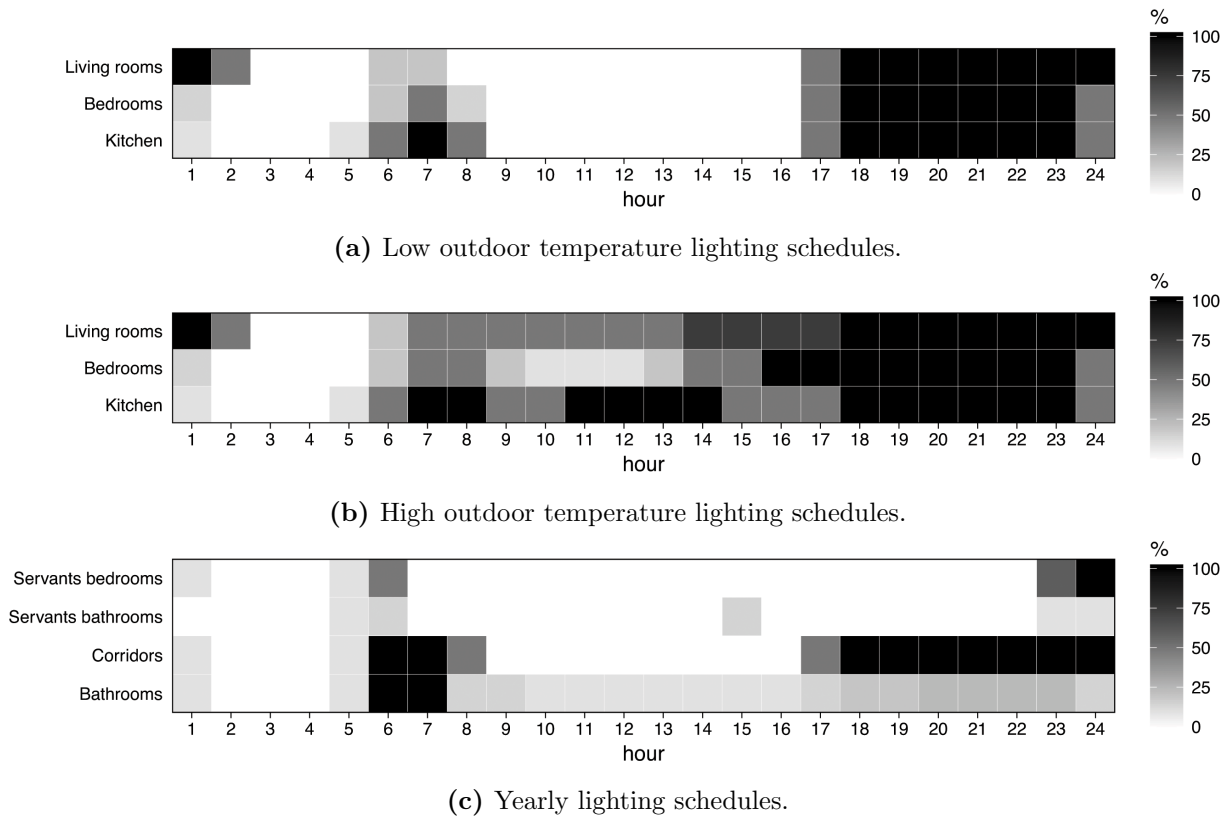 %
100
75
50
25
0
Living rooms
Bedrooms
Kitchen
1 2 3 4 5 6 7 8 9 10 11 12 13 14 15 16 17 18 19 20 21 22 23 24
hour
(a) Low outdoor temperature lighting schedules.
%
100
75
50
25
0
Living rooms
Bedrooms
Kitchen
1 2 3 4 5 6 7 8 9 10 11 12 13 14 15 16 17 18 19 20 21 22 23 24
hour
(b) High outdoor temperature lighting schedules.
%
100
75
50
25
0
Servants bedrooms
Servants bathrooms
Corridors
Bathrooms
1 2 3 4 5 6 7 8 9 10 11 12 13 14 15 16 17 18 19 20 21 22 23 24
hour
(c) Yearly lighting schedules.